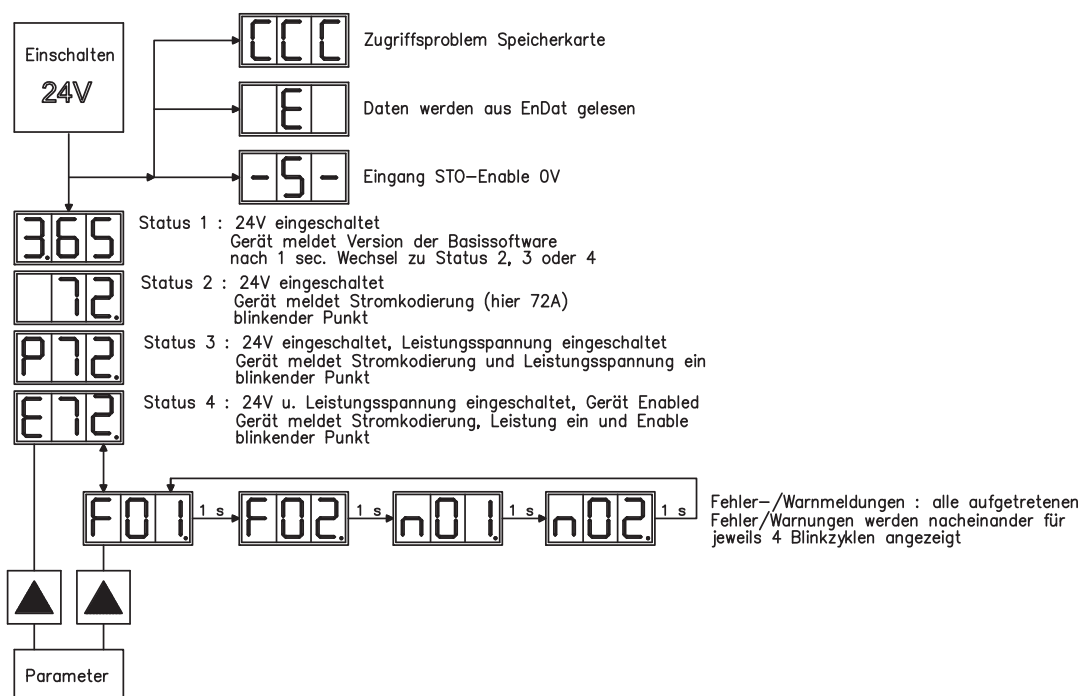 Einschalten
24V
CCC
Zugriffsproblem Speicherkarte
E
Daten werden aus EnDat gelesen
-S-
Eingang STO-Enable 0V
3.65
Status 1 : 24V eingeschaltet
Gerät meldet Version der Basissoftware
nach 1 sec. Wechsel zu Status 2, 3 oder 4
72.
Status 2 : 24V eingeschaltet
Gerät meldet Stromkodierung (hier 72A)
blinkender Punkt
P72.
Status 3 : 24V eingeschaltet, Leistungsspannung eingeschaltet
Gerät meldet Stromkodierung und Leistungsspannung ein
blinkender Punkt
E72.
Status 4 : 24V u. Leistungsspannung eingeschaltet, Gerät Enabled
Gerät meldet Stromkodierung, Leistung ein und Enable
blinkender Punkt
F01. 1 s F02. 1 s n01. 1 s n02. 1 s
Fehler-/Warnmeldungen : alle aufgetretenen
Fehler/Warnungen werden nacheinander für
jeweils 4 Blinkzyklen angezeigt
Parameter